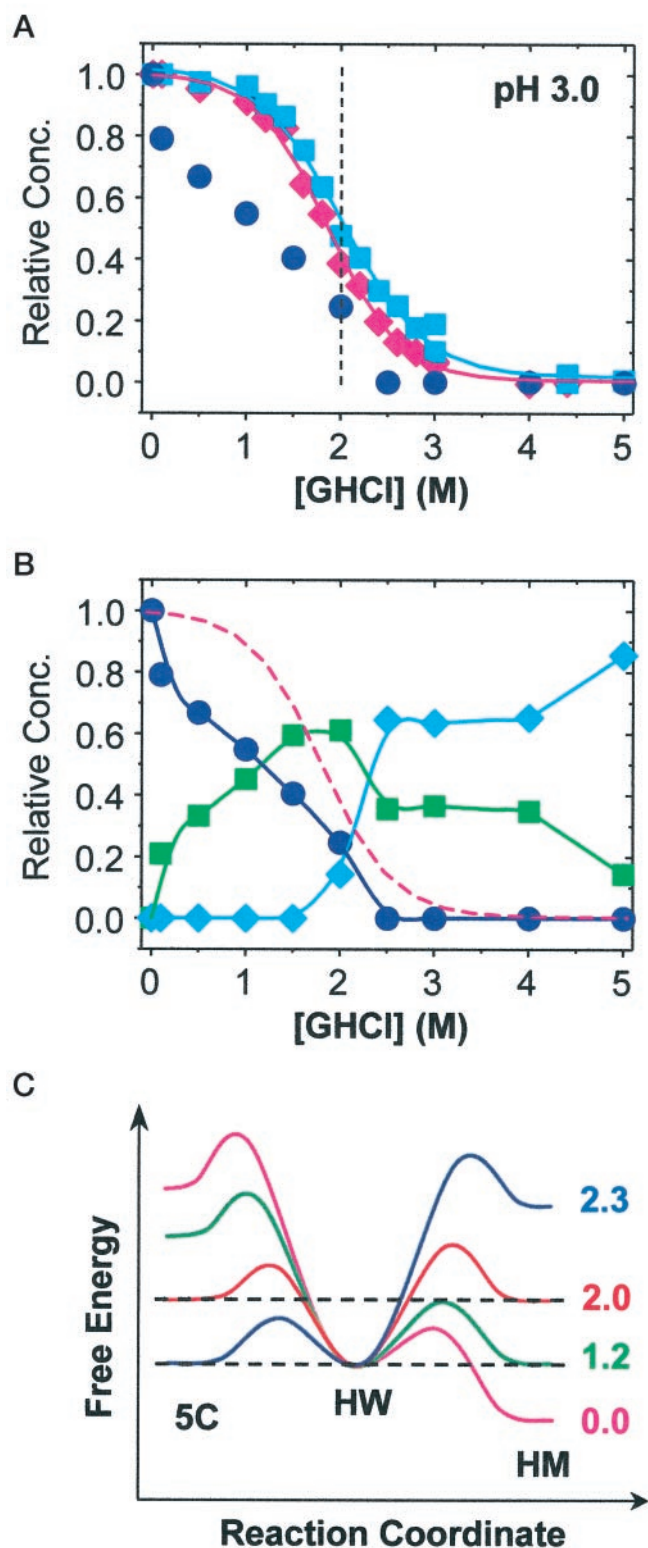 A
pH 3.0
Relative Conc.
1.0
0.8
0.6
0.4
0.2
0.0
0 1 2 3 4 5
[GHCl] (M)
B
Relative Conc.
1.0
0.8
0.6
0.4
0.2
0.0
0 1 2 3 4 5
[GHCl] (M)
C
Free Energy
2.3
2.0
1.2
0.0
5C
HW
HM
Reaction Coordinate